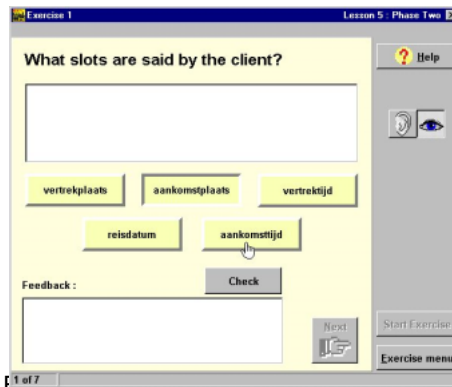 Exercise 1 Lesson 5 : Phase Two
What slots are said by the client?
? Help
vertrekplaats aankomstplaats vertrektijd
reisdatum aankomsttijd
Feedback : Check
Next
Start Exercise
Exercise menu
1 of 7